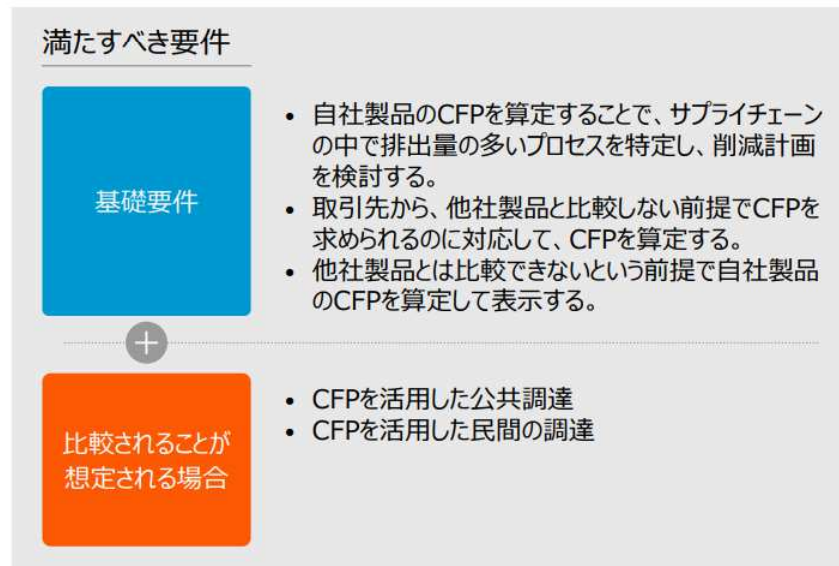 満たすべき要件
基礎要件
• 自社製品のCFPを算定することで、サプライチェーン
の中で排出量の多いプロセスを特定し、削減計画
を検討する。
• 取引先から、他社製品と比較しない前提でCFPを
求められるのに対応して、CFPを算定する。
• 他社製品とは比較できないという前提で自社製品
のCFPを算定して表示する。
+
比較されることが
想定される場合
• CFPを活用した公共調達
• CFPを活用した民間の調達